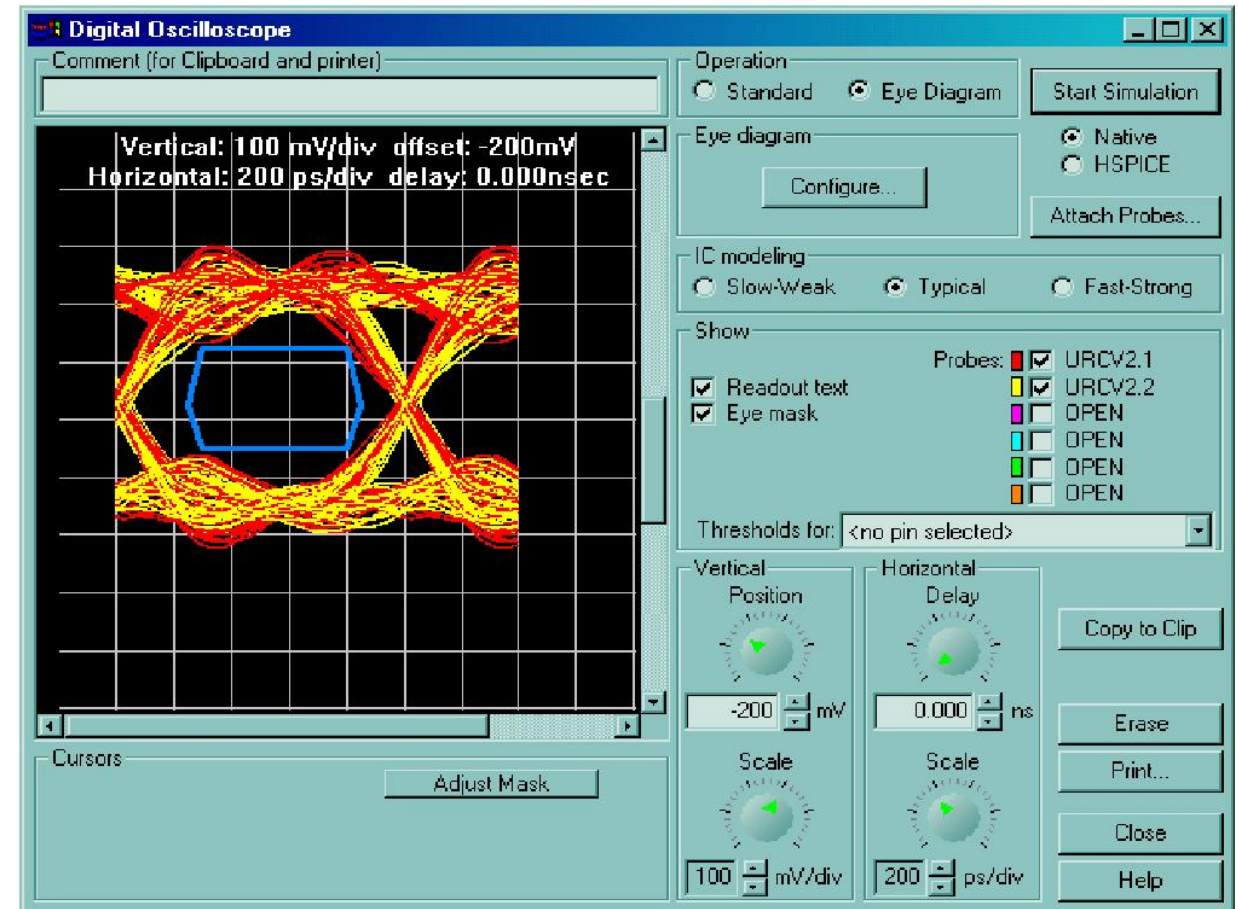 Digital Oscilloscope
Comment (for Clipboard and printer)
Vertical: 100 mV/div offset: -200mV
Horizontal: 200 ps/div delay: 0.000nsec
Cursors
Adjust Mask
Operation
Standard
Eye Diagram
Start Simulation
Eye diagram
Configure...
Native
HSPICE
Attach Probes...
IC modeling
Slow-Weak
Typical
Fast-Strong
Show
Probes:
URCV2.1
Readout text
URCV2.2
Eye mask
OPEN
OPEN
OPEN
OPEN
Thresholds for: <no pin selected>
Vertical
Position
-200 mV
Scale
100 mV/div
Horizontal
Delay
0.000 ns
Scale
200 ps/div
Copy to Clip
Erase
Print...
Close
Help